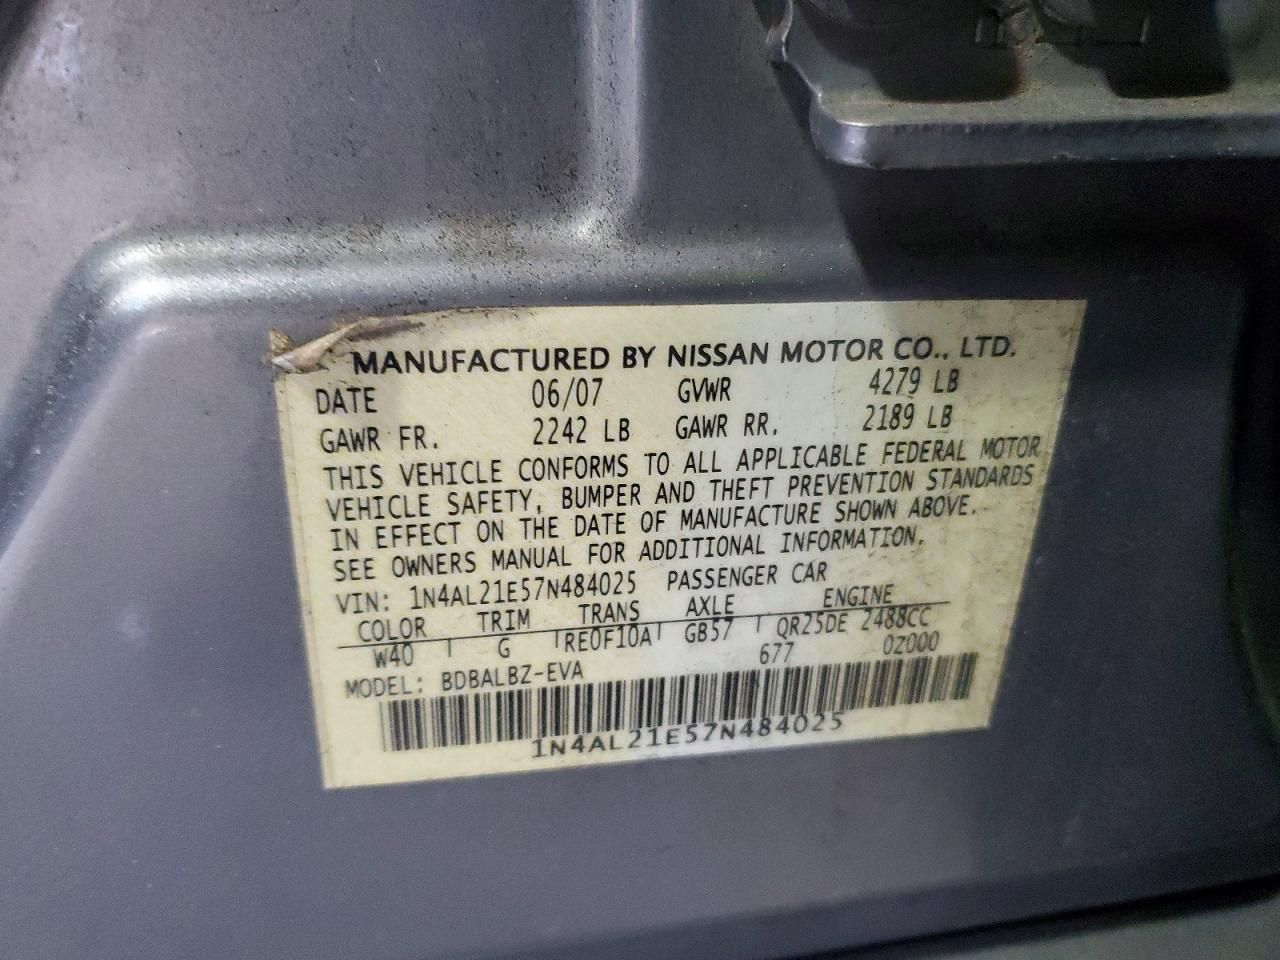 MANUFACTURED BY NISSAN MOTOR CO., LTD.
DATE 06/07 GVWR 4279 LB
GAWR FR. 2242 LB GAWR RR. 2189 LB
THIS VEHICLE CONFORMS TO ALL APPLICABLE FEDERAL MOTOR
VEHICLE SAFETY, BUMPER AND THEFT PREVENTION STANDARDS
IN EFFECT ON THE DATE OF MANUFACTURE SHOWN ABOVE.
SEE OWNERS MANUAL FOR ADDITIONAL INFORMATION.
VIN: 1N4AL21E57N484025 PASSENGER CAR
COLOR TRIM TRANS AXLE ENGINE
W40 G RE0F10A GB57 QR25DE 2488CC
MODEL: BDBALBZ-EVA 677 0Z000
1N4AL21E57N484025